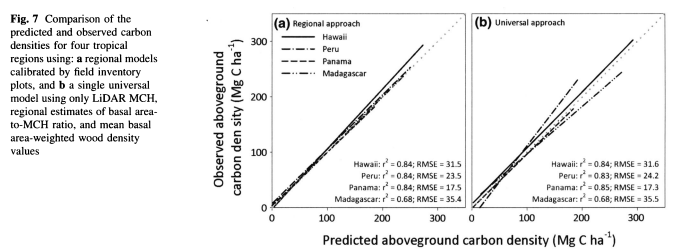 Fig. 7 Comparison of the
predicted and observed carbon
densities for four tropical
regions using: a regional models
calibrated by field inventory
plots, and b a single universal
model using only LiDAR MCH,
regional estimates of basal area-
to-MCH ratio, and mean basal
area-weighted wood density
values
Observed aboveground
carbon den sity (Mg C ha⁻¹)
300
200
100
0
(a) Regional approach
Hawaii
Peru
Panama
Madagascar
Hawaii: r² = 0.84; RMSE = 31.5
Peru: r² = 0.84; RMSE = 23.5
Panama: r² = 0.84; RMSE = 17.5
Madagascar: r² = 0.68; RMSE = 35.4
0 100 200 300
(b) Universal approach
Hawaii: r² = 0.84; RMSE = 31.6
Peru: r² = 0.83; RMSE = 24.2
Panama: r² = 0.85; RMSE = 17.3
Madagascar: r² = 0.68; RMSE = 35.5
0 100 200 300
Predicted aboveground carbon density (Mg C ha⁻¹)